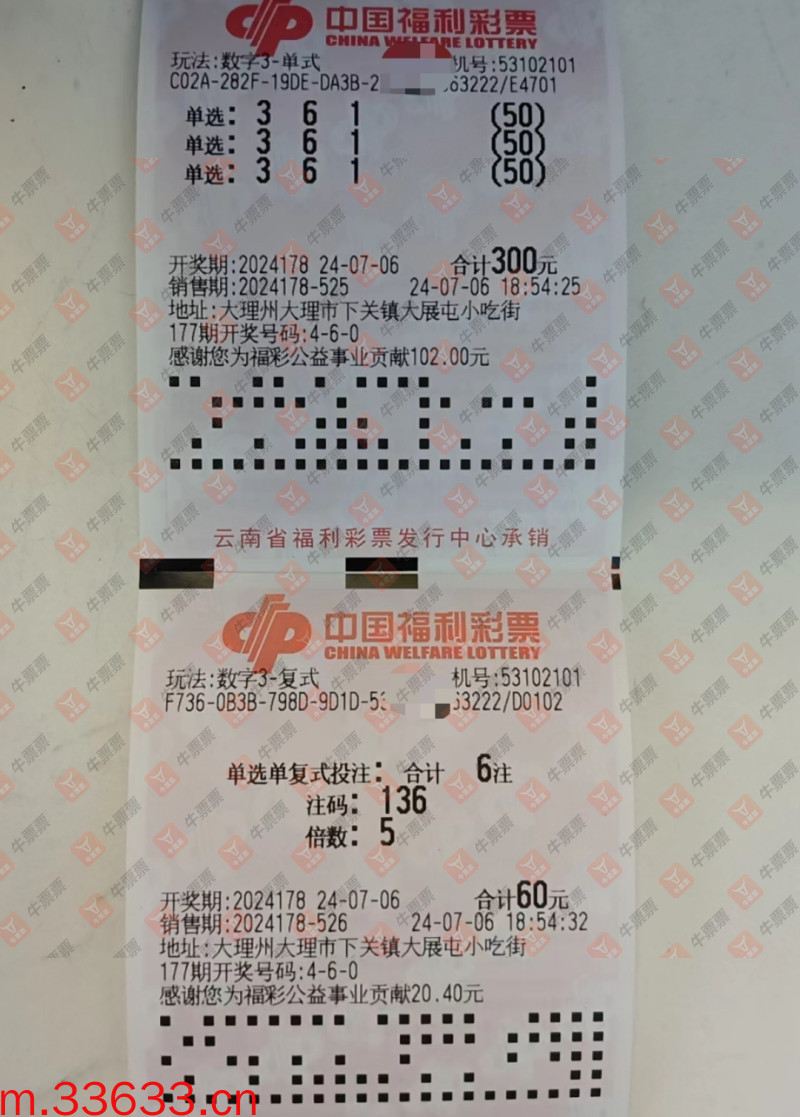 中国福利彩票
CHINA WELFARE LOTTERY
玩法:数字3-单式 机号:53102101
C02A-282F-19DE-DA3B-2 63222/E4701
单选: 3 6 1 (50)
单选: 3 6 1 (50)
单选: 3 6 1 (50)
开奖期:2024178 24-07-06 合计300元
销售期:2024178-525 24-07-06 18:54:25
地址:大理州大理市下关镇大展屯小吃街
177期开奖号码:4-6-0
感谢您为福彩公益事业贡献102.00元
云南省福利彩票发行中心承销
中国福利彩票
CHINA WELFARE LOTTERY
玩法:数字3-复式 机号:53102101
F736-0B3B-798D-9D1D-5 63222/D0102
单选单复式投注: 合计 6注
注码: 136
倍数: 5
开奖期:2024178 24-07-06 合计60元
销售期:2024178-526 24-07-06 18:54:32
地址:大理州大理市下关镇大展屯小吃街
177期开奖号码:4-6-0
感谢您为福彩公益事业贡献20.40元
m.33633.cn
牛票票